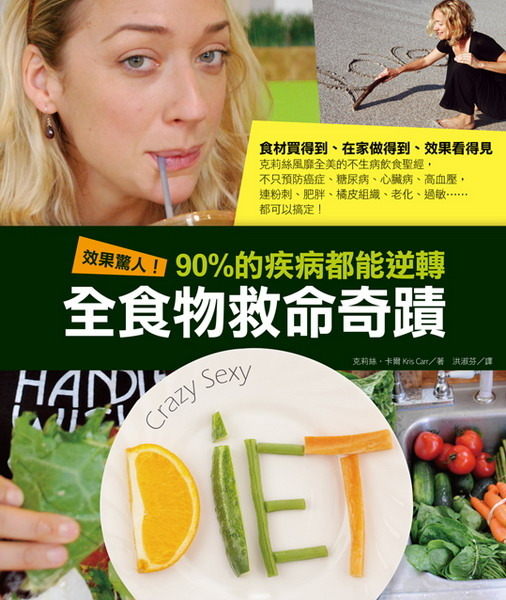 食材買得到、在家做得到、效果看得見
克莉絲風靡全美的不生病飲食聖經，
不只預防癌症、糖尿病、心臟病、高血壓，
連粉刺、肥胖、橘皮組織、老化、過敏……
都可以搞定！
效果驚人！
90%的疾病都能逆轉
全食物救命奇蹟
克莉絲・卡爾 Kris Carr／著 洪淑芬／譯
Crazy Sexy
DiET